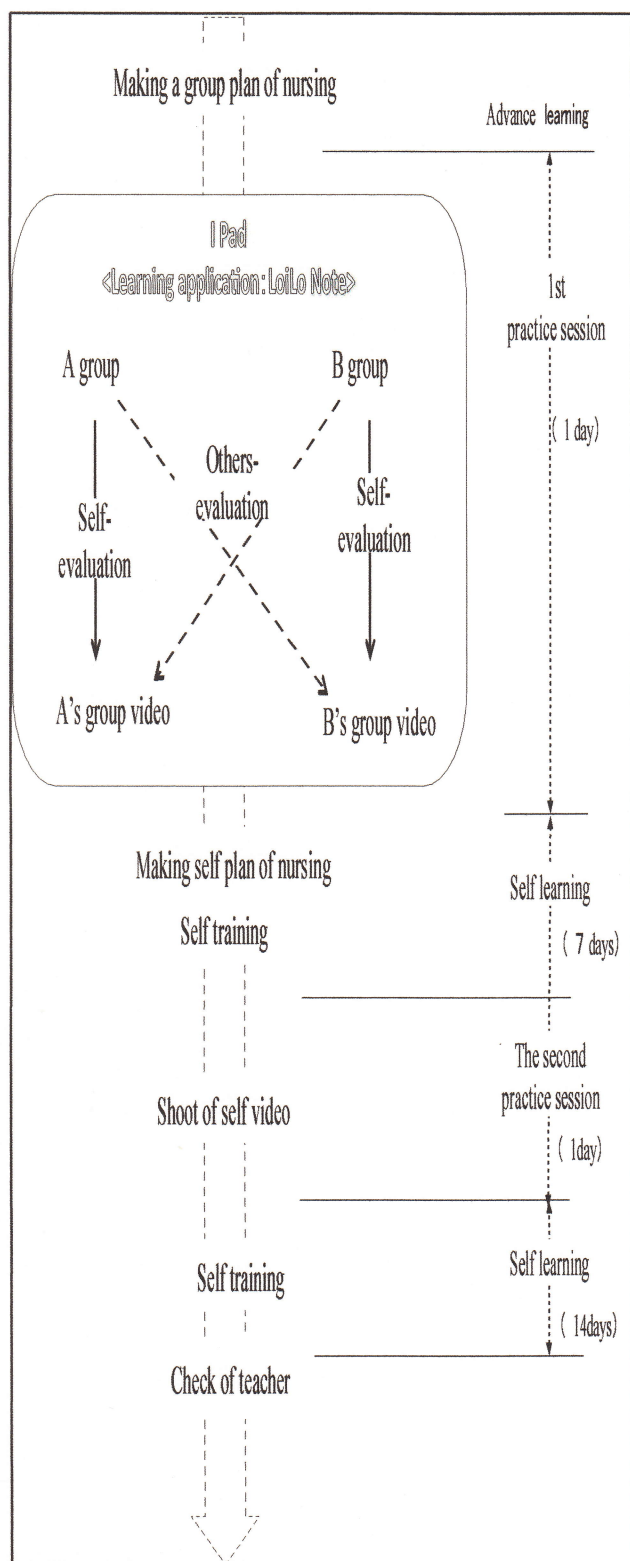 Making a group plan of nursing
Advance learning
I Pad
<Learning application: LoiLo Note>
1st
practice session
( 1 day)
A group
B group
Others-
evaluation
Self-
evaluation
Self-
evaluation
A's group video
B's group video
Making self plan of nursing
Self training
Self learning
( 7 days)
The second
practice session
( 1day)
Shoot of self video
Self training
Self learning
( 14days)
Check of teacher